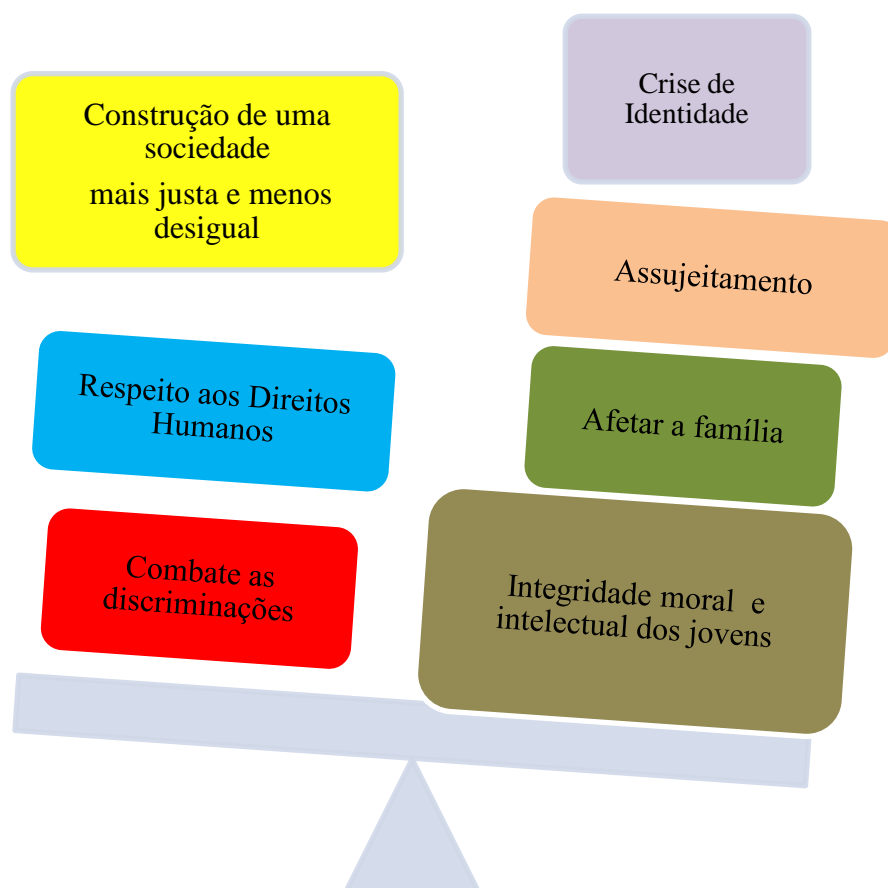 Construção de uma
sociedade
mais justa e menos
desigual
Respeito aos Direitos
Humanos
Combate as
discriminações
Crise de
Identidade
Assujeitamento
Afetar a família
Integridade moral e
intelectual dos jovens